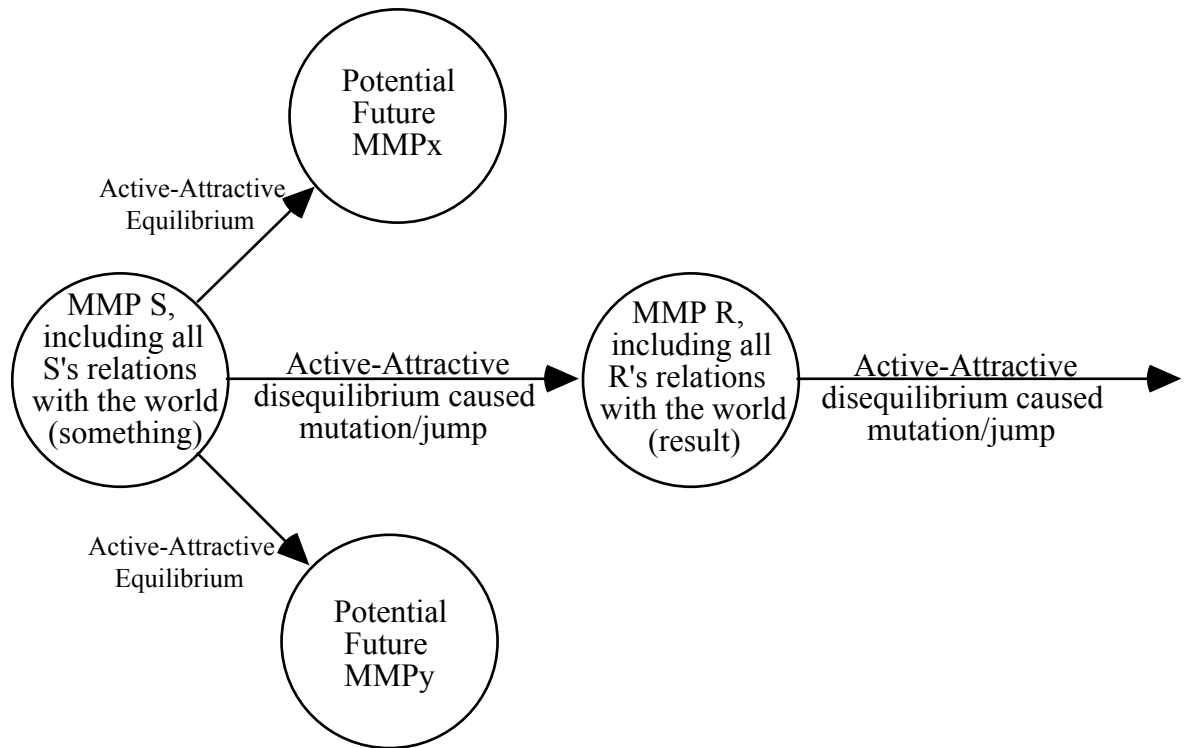 Potential
Future
MMPx
Active-Attractive
Equilibrium
MMP S,
including all
S's relations
with the world
(something)
Active-Attractive
disequilibrium caused
mutation/jump
MMP R,
including all
R's relations
with the world
(result)
Active-Attractive
disequilibrium caused
mutation/jump
Active-Attractive
Equilibrium
Potential
Future
MMPy